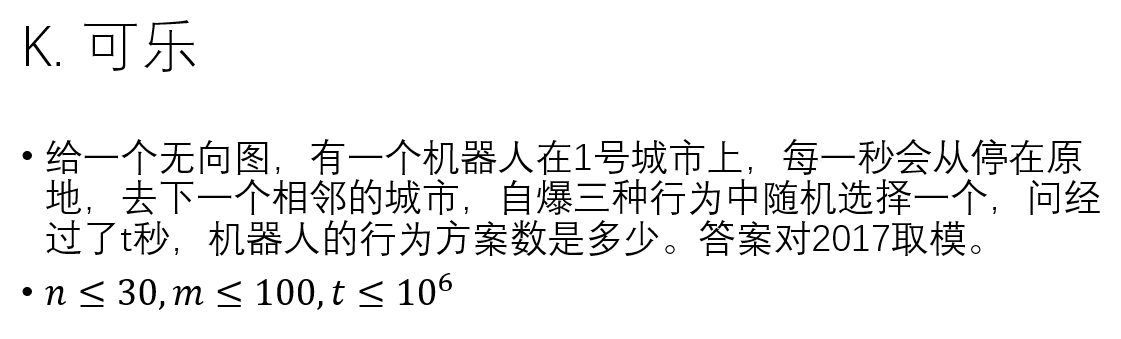 K. 可乐
• 给一个无向图，有一个机器人在1号城市上，每一秒会从停在原
地，去下一个相邻的城市，自爆三种行为中随机选择一个，问经
过了t秒，机器人的行为方案数是多少。答案对2017取模。
• n ≤ 30, m ≤ 100, t ≤ 10⁶